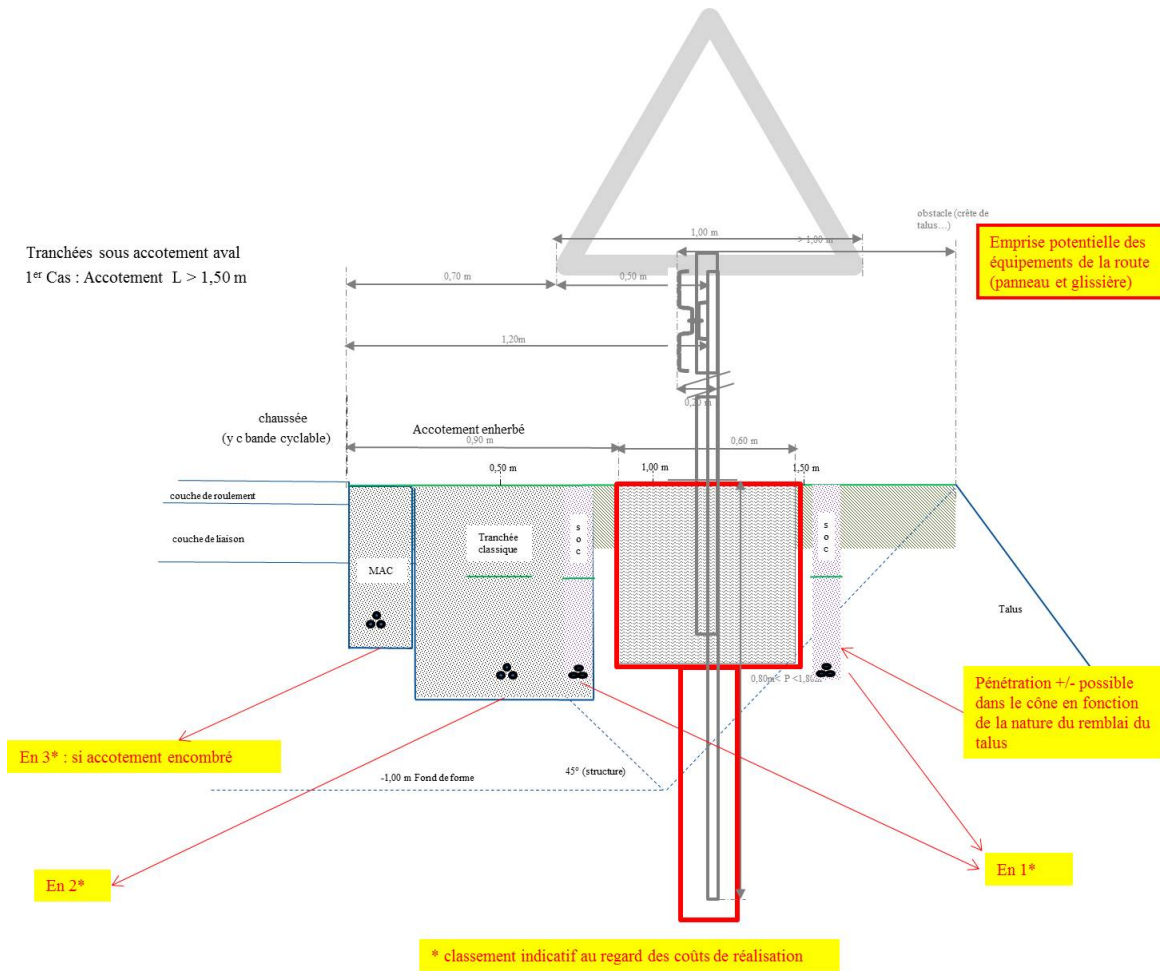 obstacle (crête de
talus…)
1,00 m
> 1,00 m
Emprise potentielle des
équipements de la route
(panneau et glissière)
Tranchées sous accotement aval
1er Cas : Accotement L > 1,50 m
0,70 m
0,50 m
1,20m
0,20 m
chaussée
(y c bande cyclable)
Accotement enherbé
0,90 m
0,60 m
0,50 m
1,00 m
1,50 m
couche de roulement
couche de liaison
MAC
Tranchée
classique
soc
soc
Talus
0,80m< P <1,80m
Pénétration +/- possible
dans le cône en fonction
de la nature du remblai du
talus
En 3* : si accotement encombré
-1,00 m Fond de forme
45° (structure)
En 2*
En 1*
* classement indicatif au regard des coûts de réalisation